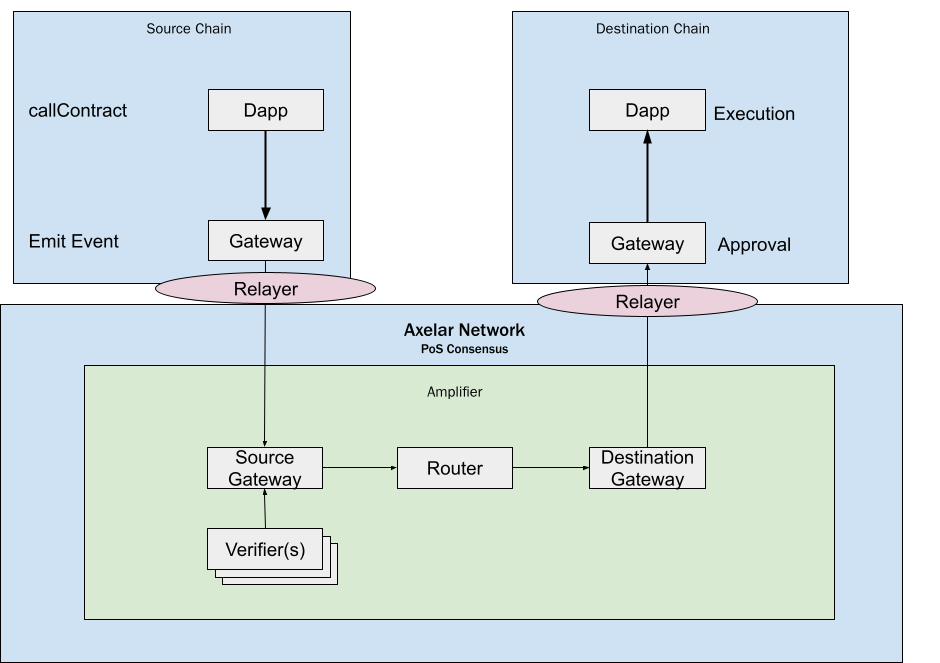 Source Chain
Destination Chain
callContract
Dapp
Dapp
Execution
Emit Event
Gateway
Gateway
Approval
Relayer
Relayer
Axelar Network
PoS Consensus
Amplifier
Source
Gateway
Router
Destination
Gateway
Verifier(s)